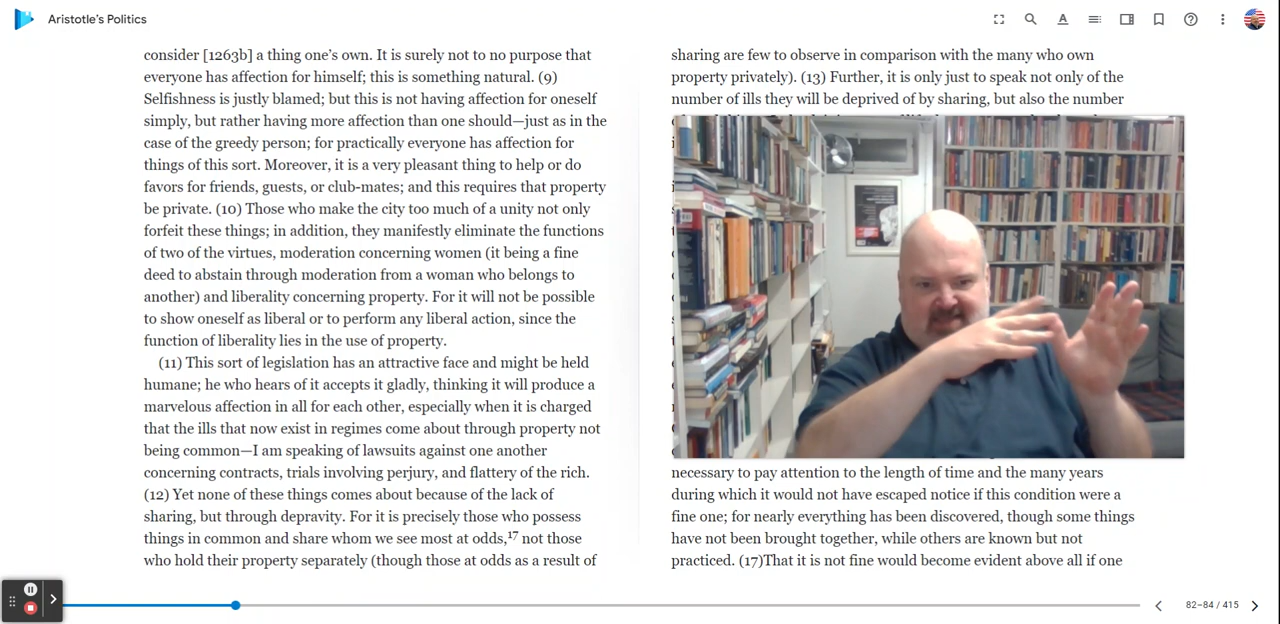 Aristotle's Politics
consider [1263b] a thing one's own. It is surely not to no purpose that
everyone has affection for himself; this is something natural. (9)
Selfishness is justly blamed; but this is not having affection for oneself
simply, but rather having more affection than one should—just as in the
case of the greedy person; for practically everyone has affection for
things of this sort. Moreover, it is a very pleasant thing to help or do
favors for friends, guests, or club-mates; and this requires that property
be private. (10) Those who make the city too much of a unity not only
forfeit these things; in addition, they manifestly eliminate the functions
of two of the virtues, moderation concerning women (it being a fine
deed to abstain through moderation from a woman who belongs to
another) and liberality concerning property. For it will not be possible
to show oneself as liberal or to perform any liberal action, since the
function of liberality lies in the use of property.
(11) This sort of legislation has an attractive face and might be held
humane; he who hears of it accepts it gladly, thinking it will produce a
marvelous affection in all for each other, especially when it is charged
that the ills that now exist in regimes come about through property not
being common—I am speaking of lawsuits against one another
concerning contracts, trials involving perjury, and flattery of the rich.
(12) Yet none of these things comes about because of the lack of
sharing, but through depravity. For it is precisely those who possess
things in common and share whom we see most at odds,17 not those
who hold their property separately (though those at odds as a result of
sharing are few to observe in comparison with the many who own
property privately). (13) Further, it is only just to speak not only of the
number of ills they will be deprived of by sharing, but also the number
necessary to pay attention to the length of time and the many years
during which it would not have escaped notice if this condition were a
fine one; for nearly everything has been discovered, though some things
have not been brought together, while others are known but not
practiced. (17)That it is not fine would become evident above all if one
82–84 / 415